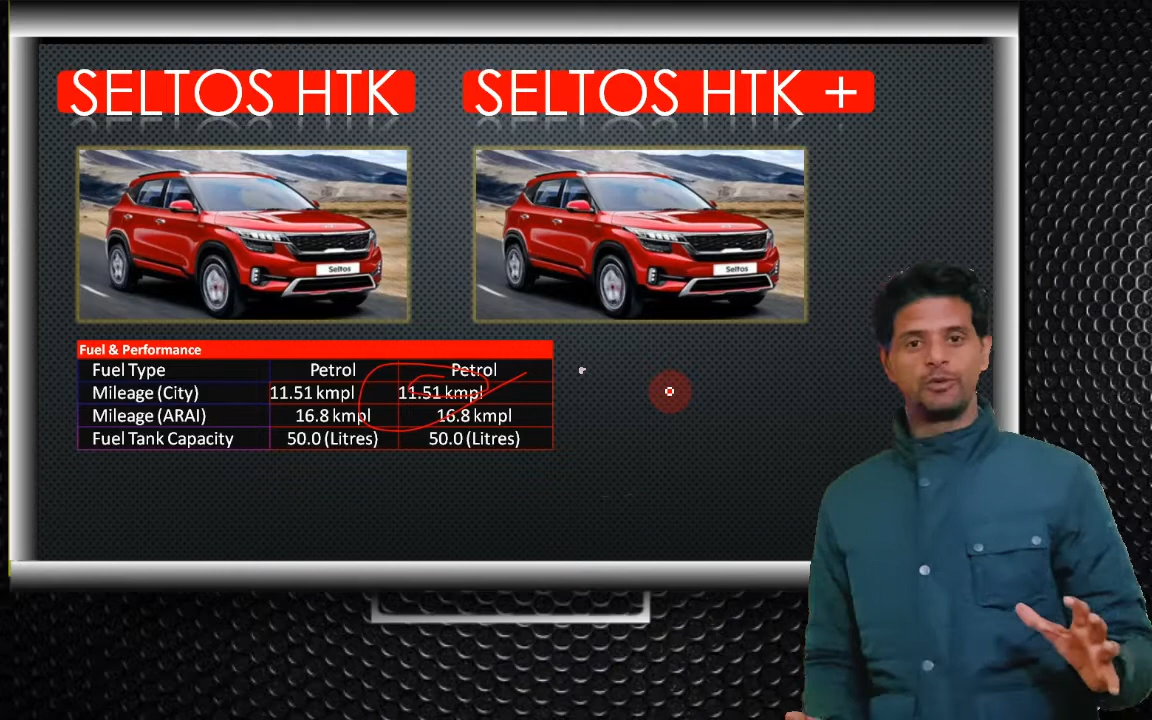 SELTOS HTK
SELTOS HTK +
Seltos
Seltos
Fuel & Performance
Fuel Type Petrol Petrol
Mileage (City) 11.51 kmpl 11.51 kmpl
Mileage (ARAI) 16.8 kmpl 16.8 kmpl
Fuel Tank Capacity 50.0 (Litres) 50.0 (Litres)